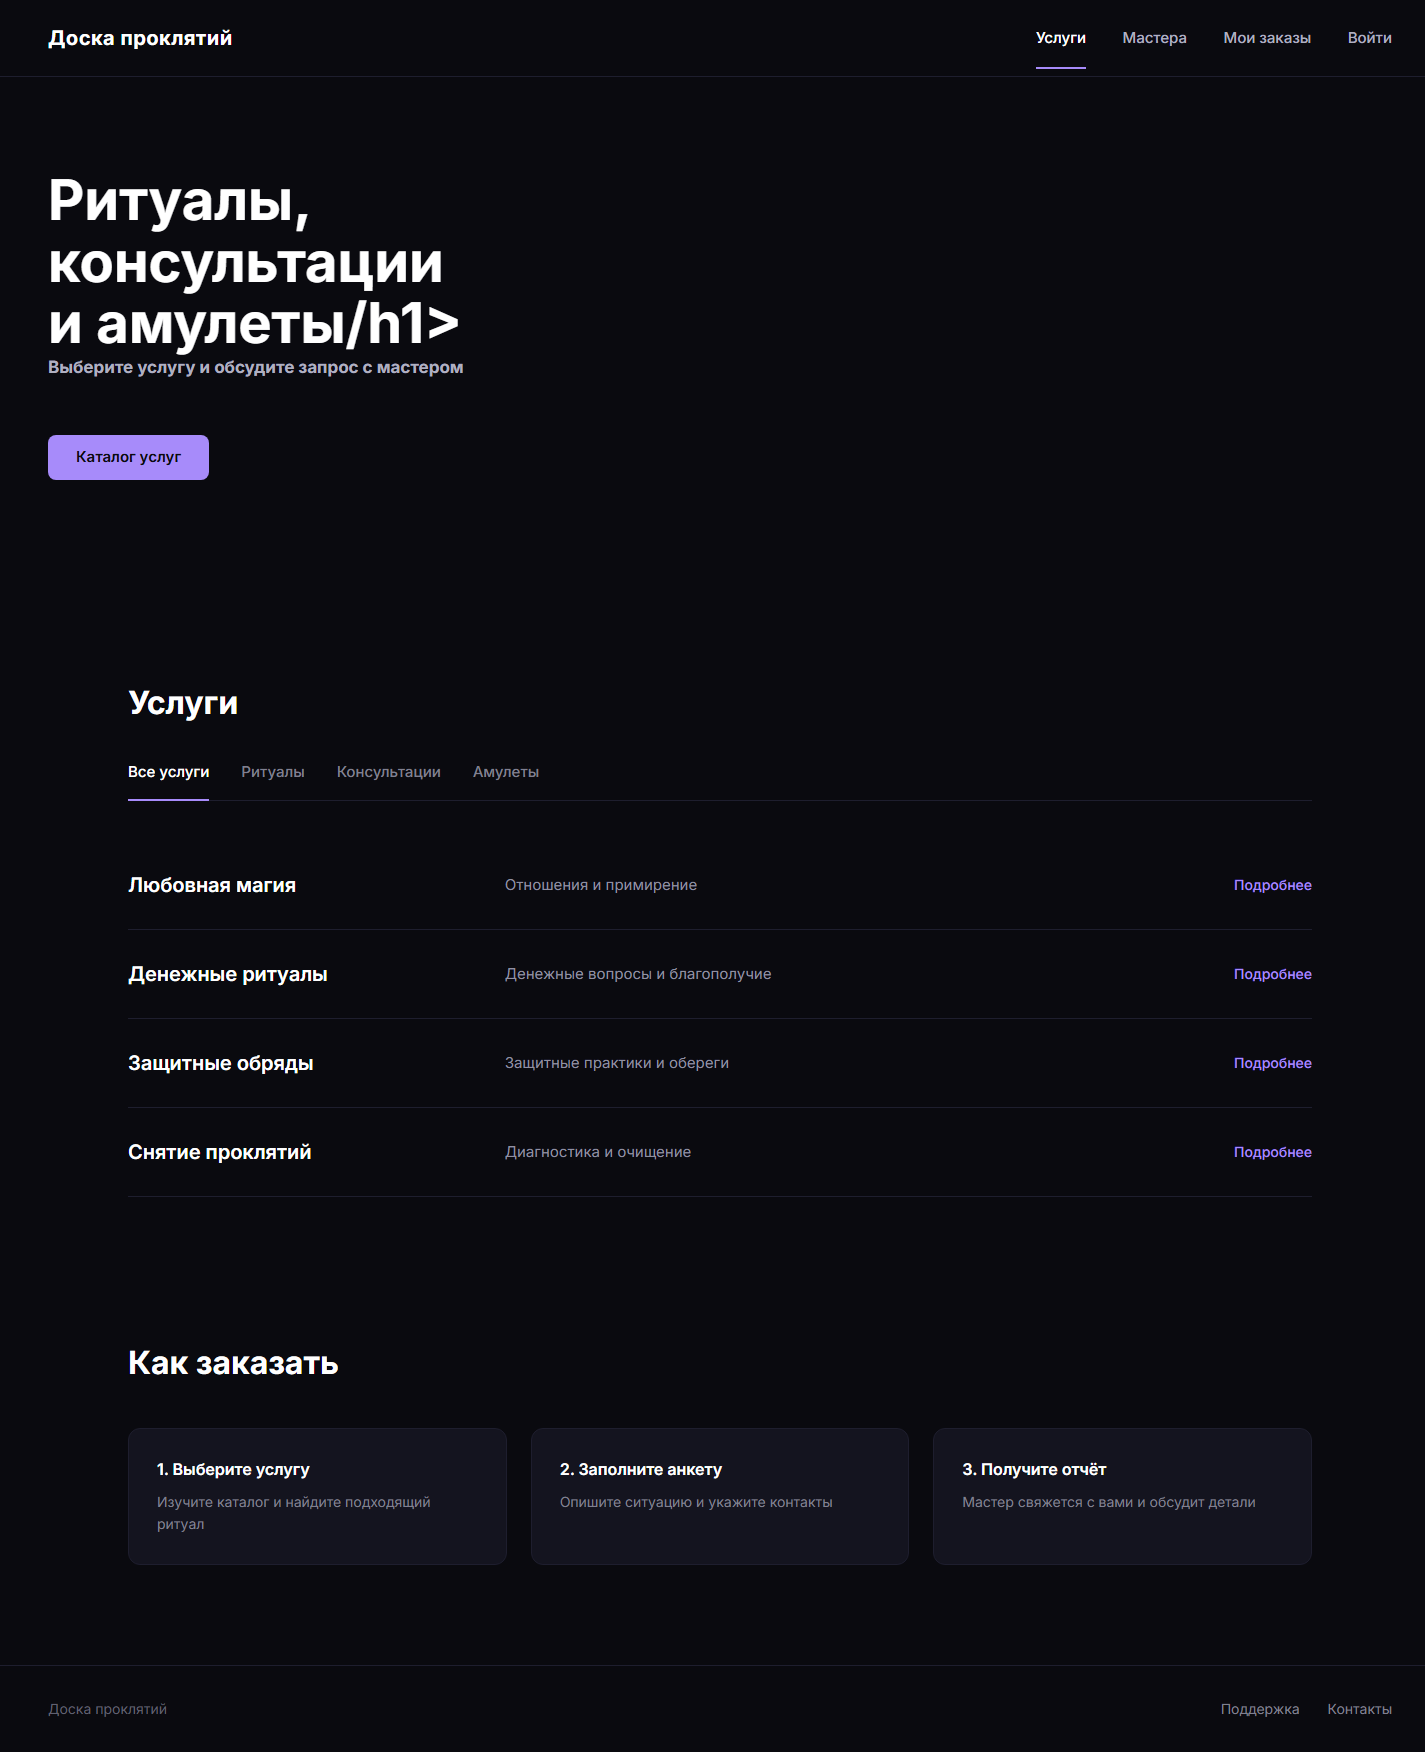 Доска проклятий
Услуги Мастера Мои заказы Войти
Ритуалы,
консультации
и амулеты/h1>
Выберите услугу и обсудите запрос с мастером
Каталог услуг
Услуги
Все услуги Ритуалы Консультации Амулеты
Любовная магия Отношения и примирение Подробнее
Денежные ритуалы Денежные вопросы и благополучие Подробнее
Защитные обряды Защитные практики и обереги Подробнее
Снятие проклятий Диагностика и очищение Подробнее
Как заказать
1. Выберите услугу
Изучите каталог и найдите подходящий
ритуал
2. Заполните анкету
Опишите ситуацию и укажите контакты
3. Получите отчёт
Мастер свяжется с вами и обсудит детали
Доска проклятий
Поддержка Контакты